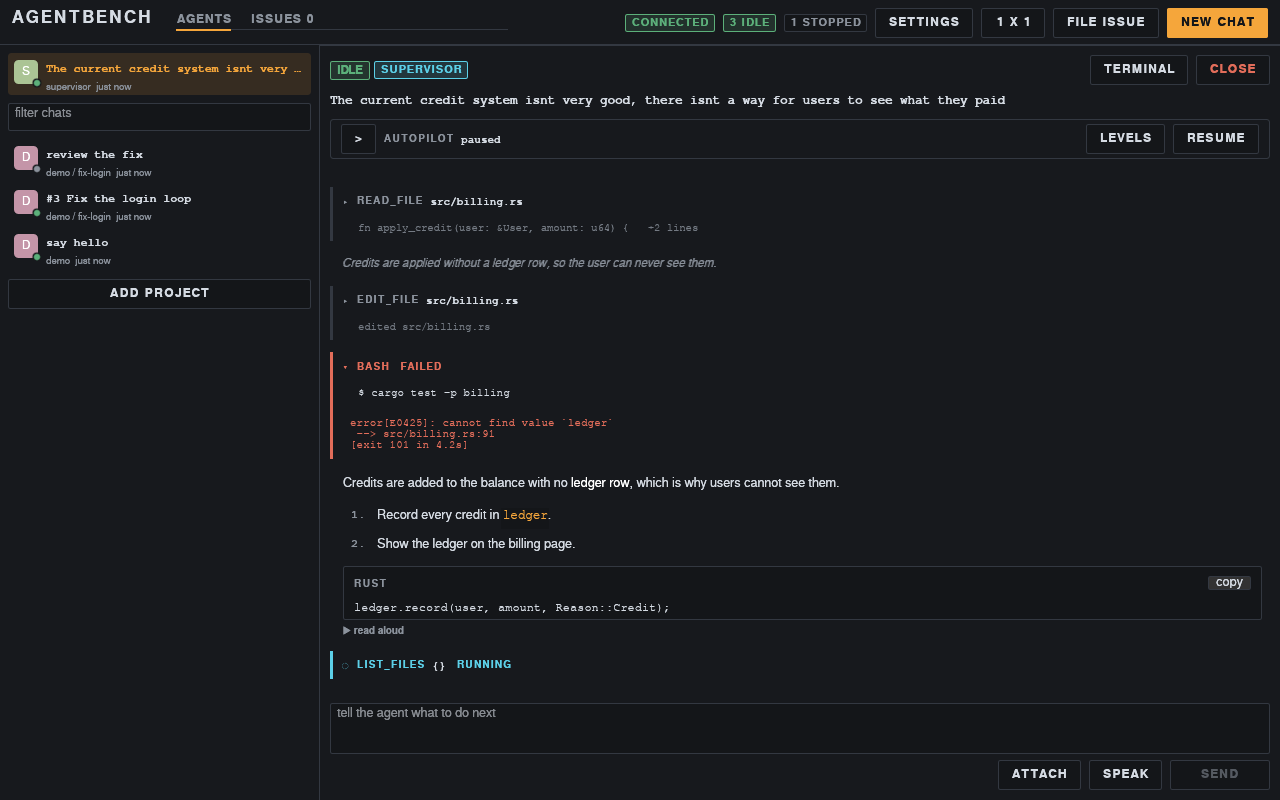 AGENTBENCH
AGENTS ISSUES 0
CONNECTED 3 IDLE 1 STOPPED SETTINGS 1 X 1 FILE ISSUE NEW CHAT
S
The current credit system isnt very …
supervisor just now
filter chats
D
review the fix
demo / fix-login just now
D
#3 Fix the login loop
demo / fix-login just now
D
say hello
demo just now
ADD PROJECT
IDLE SUPERVISOR
TERMINAL CLOSE
The current credit system isnt very good, there isnt a way for users to see what they paid
> AUTOPILOT paused LEVELS RESUME
▸ READ_FILE src/billing.rs
fn apply_credit(user: &User, amount: u64) { +2 lines
Credits are applied without a ledger row, so the user can never see them.
▸ EDIT_FILE src/billing.rs
edited src/billing.rs
▾ BASH FAILED
$ cargo test -p billing
error[E0425]: cannot find value `ledger`
--> src/billing.rs:91
[exit 101 in 4.2s]
Credits are added to the balance with no ledger row, which is why users cannot see them.
1. Record every credit in ledger.
2. Show the ledger on the billing page.
RUST copy
ledger.record(user, amount, Reason::Credit);
▶ read aloud
◌ LIST_FILES {} RUNNING
tell the agent what to do next
ATTACH SPEAK SEND